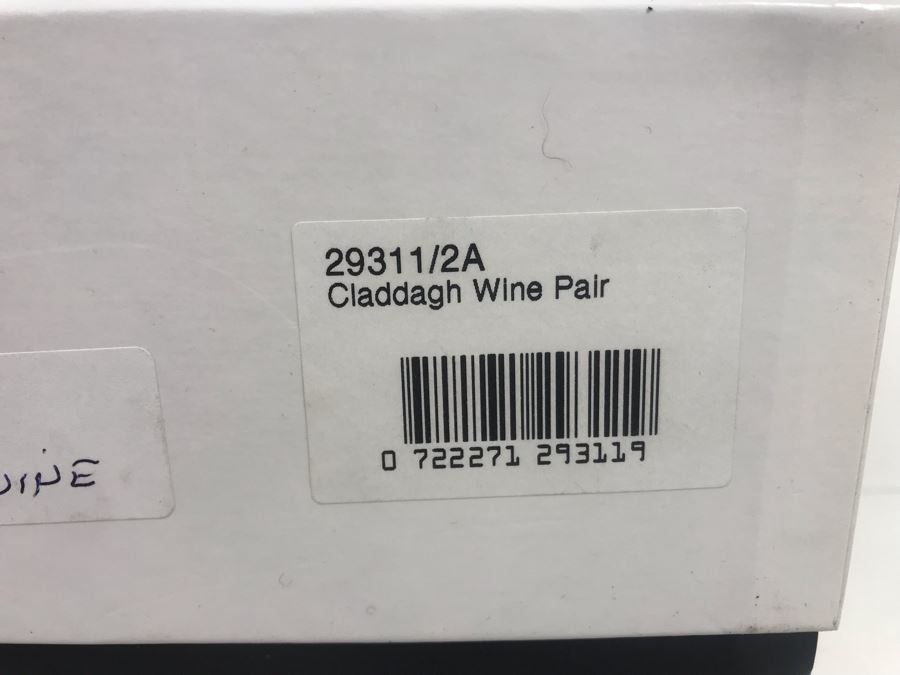 29311/2A
Claddagh Wine Pair
0 722271 293119